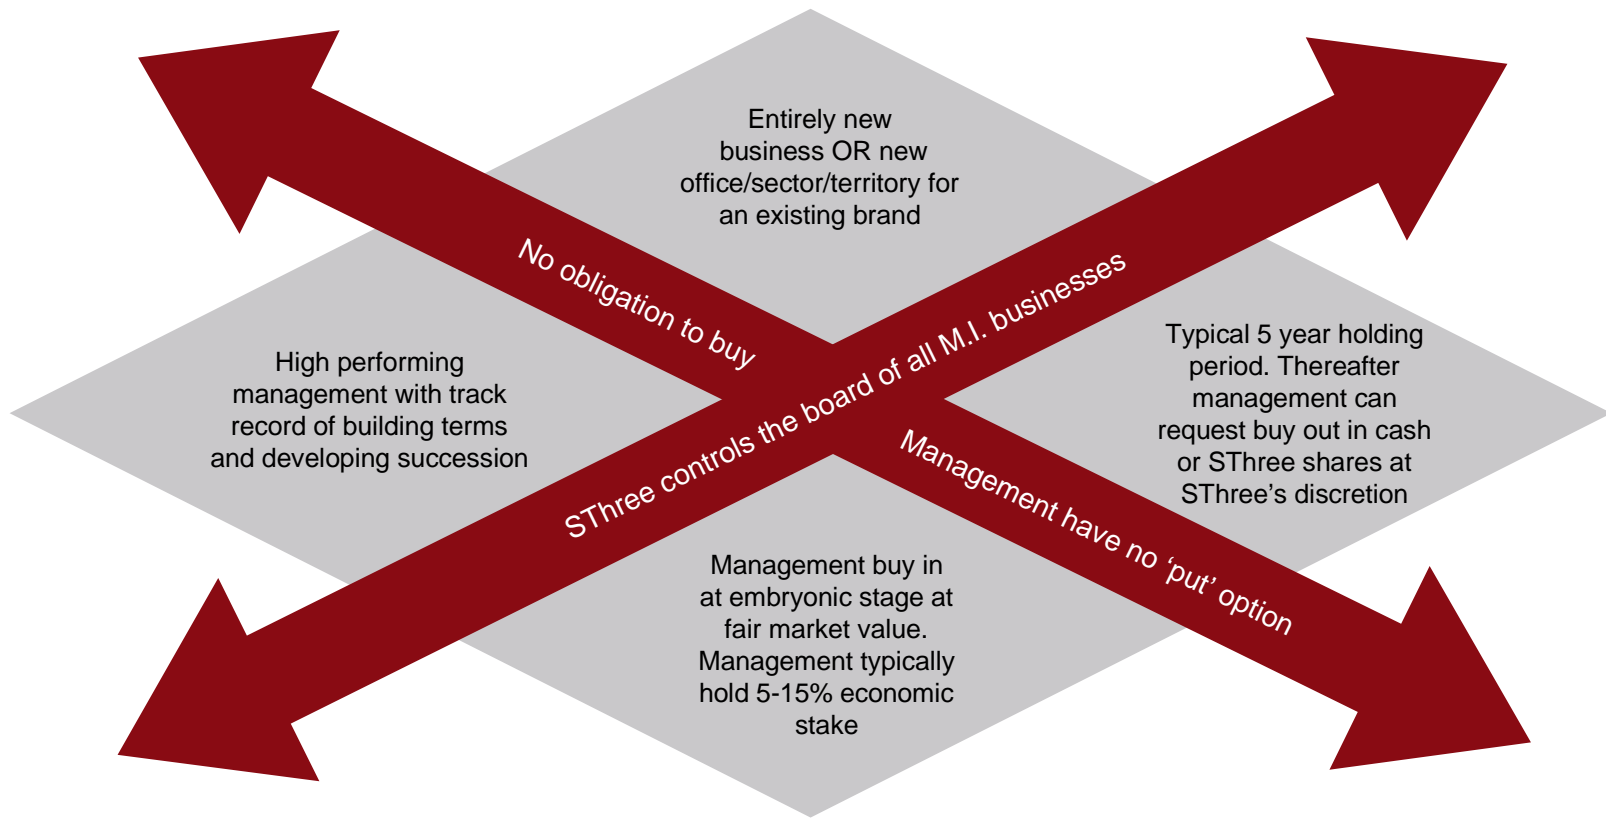 Entirely new
business OR new
office/sector/territory for
an existing brand
No obligation to buy
SThree controls the board of all M.I. businesses
High performing
management with track
record of building terms
and developing succession
Typical 5 year holding
period. Thereafter
management can
request buy out in cash
or SThree shares at
SThree’s discretion
Management have no ‘put’ option
Management buy in
at embryonic stage at
fair market value.
Management typically
hold 5-15% economic
stake